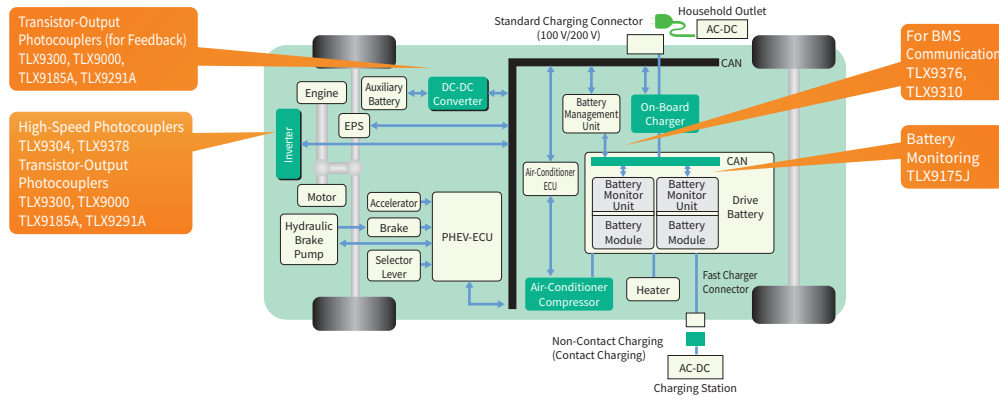 Transistor-Output
Photocouplers (for Feedback)
TLX9300, TLX9000,
TLX9185A, TLX9291A
High-Speed Photocouplers
TLX9304, TLX9378
Transistor-Output
Photocouplers
TLX9300, TLX9000
TLX9185A, TLX9291A
Standard Charging Connector
(100 V/200 V)
Household Outlet
AC-DC
For BMS
Communication
TLX9376,
TLX9310
Battery
Monitoring
TLX9175J
CAN
Engine
Auxiliary
Battery
DC-DC
Converter
Battery
Management
Unit
On-Board
Charger
EPS
Inverter
Motor
Air-Conditioner
ECU
CAN
Battery
Monitor
Unit
Battery
Monitor
Unit
Drive
Battery
Battery
Module
Battery
Module
Accelerator
Hydraulic
Brake
Pump
Brake
PHEV-ECU
Selector
Lever
Air-Conditioner
Compressor
Heater
Fast Charger
Connector
Non-Contact Charging
(Contact Charging)
AC-DC
Charging Station